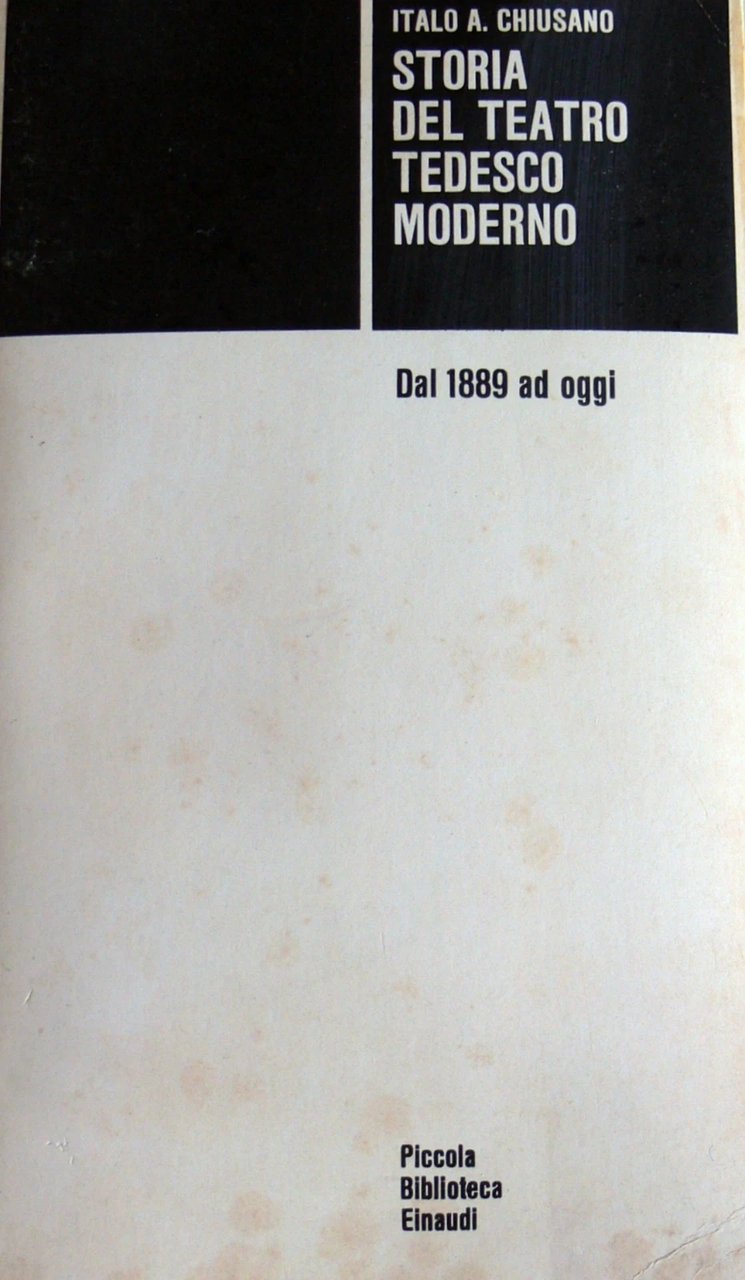 ITALO A. CHIUSANO
STORIA
DEL TEATRO
TEDESCO
MODERNO
Dal 1889 ad oggi
Piccola
Biblioteca
Einaudi